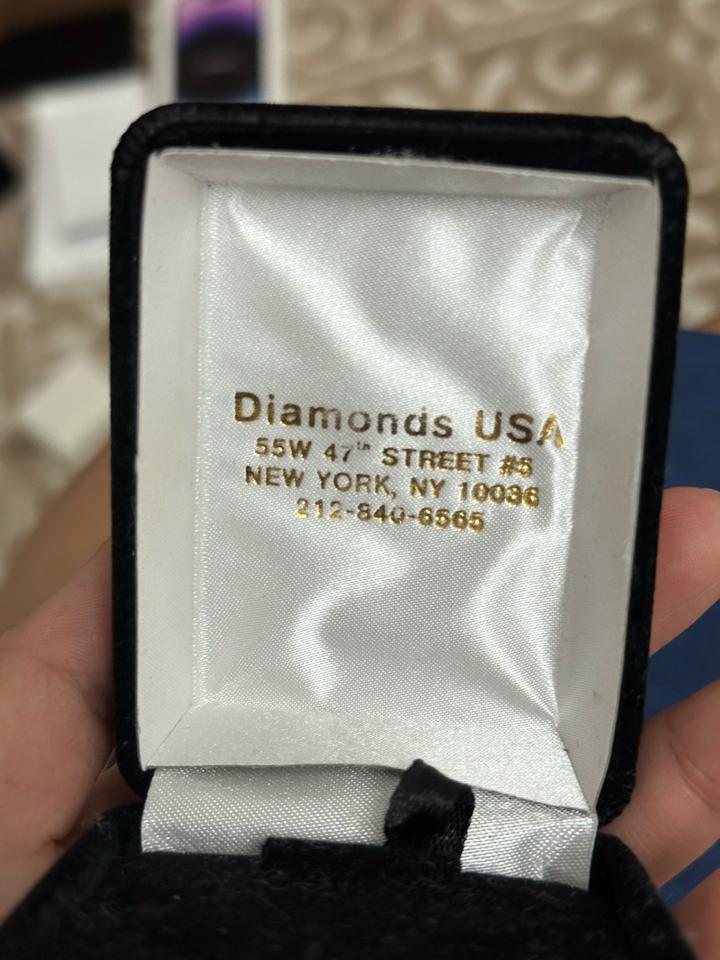 Diamonds USA
55W 47th STREET #5
NEW YORK, NY 10036
212-840-6565